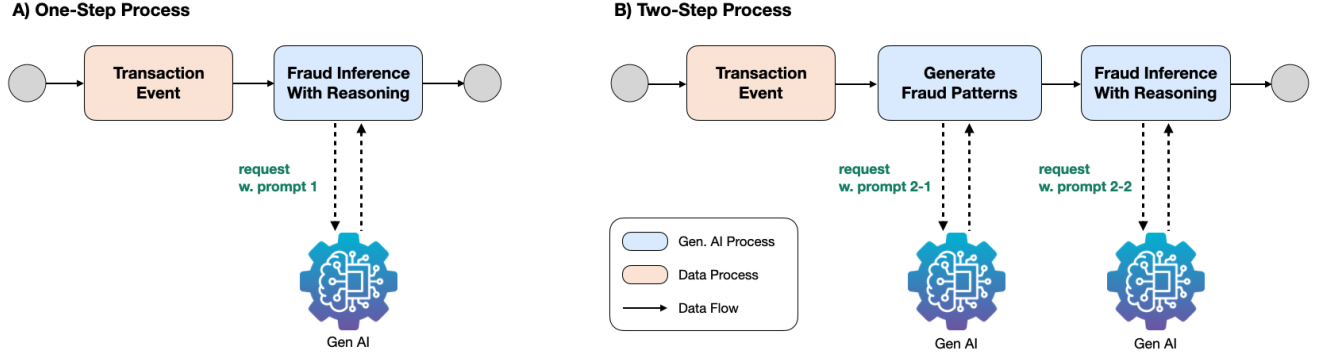 A) One-Step Process
Transaction
Event
Fraud Inference
With Reasoning
request
w. prompt 1
Gen AI
B) Two-Step Process
Transaction
Event
Generate
Fraud Patterns
Fraud Inference
With Reasoning
request
w. prompt 2-1
request
w. prompt 2-2
Gen. AI Process
Data Process
Data Flow
Gen AI
Gen AI